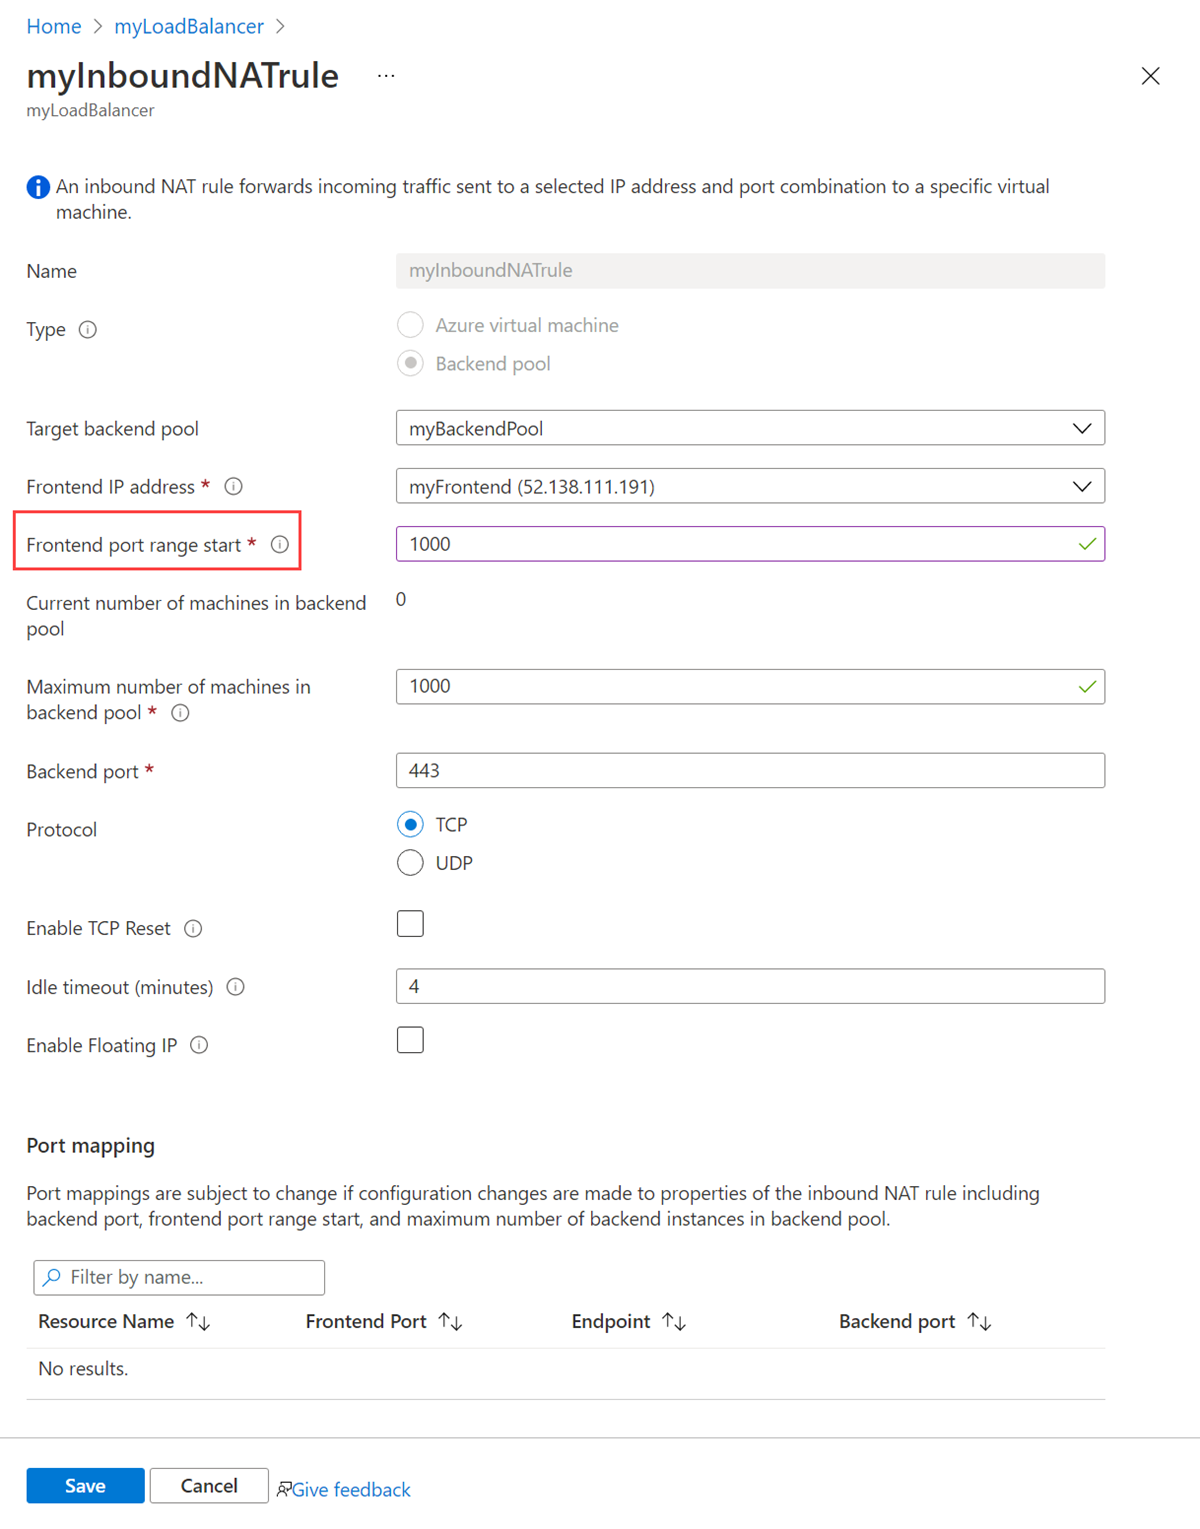 Home > myLoadBalancer >
myInboundNATrule ...
myLoadBalancer
An inbound NAT rule forwards incoming traffic sent to a selected IP address and port combination to a specific virtual
machine.
Name
myInboundNATrule
Type
Azure virtual machine
Backend pool
Target backend pool
myBackendPool
Frontend IP address *
myFrontend (52.138.111.191)
Frontend port range start *
1000
Current number of machines in backend
pool
0
Maximum number of machines in
backend pool *
1000
Backend port *
443
Protocol
TCP
UDP
Enable TCP Reset
Idle timeout (minutes)
4
Enable Floating IP
Port mapping
Port mappings are subject to change if configuration changes are made to properties of the inbound NAT rule including
backend port, frontend port range start, and maximum number of backend instances in backend pool.
Filter by name...
Resource Name ↑↓ Frontend Port ↑↓ Endpoint ↑↓ Backend port ↑↓
No results.
Save Cancel Give feedback